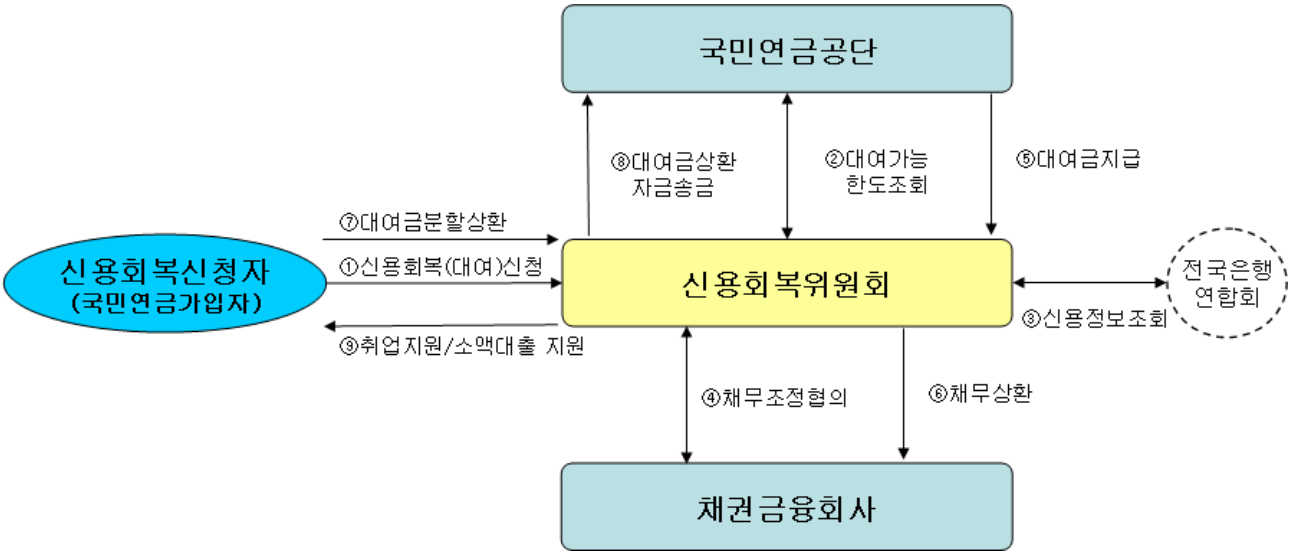 국민연금공단
⑧대여금상환
자금송금
②대여가능
한도조회
⑤대여금지급
⑦대여금분할상환
신용회복신청자
(국민연금가입자)
①신용회복(대여)신청
신용회복위원회
전국은행
연합회
③신용정보조회
⑨취업지원/소액대출 지원
④채무조정협의
⑥채무상환
채권금융회사